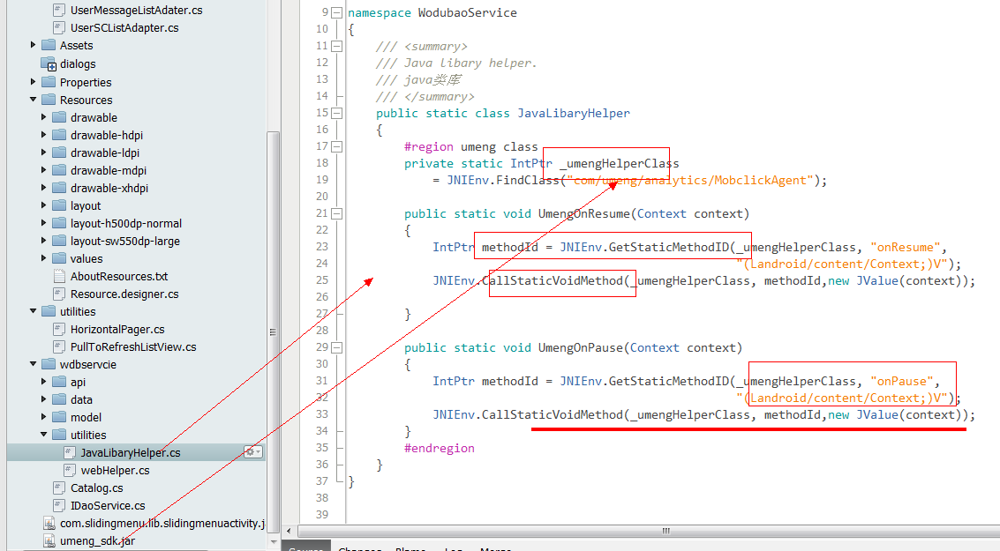 UserMessageListAdater.cs
UserSCListAdapter.cs
Assets
dialogs
Properties
Resources
drawable
drawable-hdpi
drawable-ldpi
drawable-mdpi
drawable-xhdpi
layout
layout-h500dp-normal
layout-sw550dp-large
values
AboutResources.txt
Resource.designer.cs
utilities
HorizontalPager.cs
PullToRefreshListView.cs
wdbservcie
api
data
model
utilities
JavaLibaryHelper.cs
webHelper.cs
Catalog.cs
IDaoService.cs
com.slidingmenu.lib.slidingmenuactivity.j
umeng_sdk.jar
9 namespace WodubaoService
10 {
11 /// <summary>
12 /// Java libary helper.
13 /// java类库
14 /// </summary>
15 public static class JavaLibaryHelper
16 {
17 #region umeng class
18 private static IntPtr _umengHelperClass
19 = JNIEnv.FindClass("com/umeng/analytics/MobclickAgent");
20
21 public static void UmengOnResume(Context context)
22 {
23 IntPtr methodId = JNIEnv.GetStaticMethodID(_umengHelperClass, "onResume",
24 "(Landroid/content/Context;)V");
25 JNIEnv.CallStaticVoidMethod(_umengHelperClass, methodId,new JValue(context));
26
27 }
28
29 public static void UmengOnPause(Context context)
30 {
31 IntPtr methodId = JNIEnv.GetStaticMethodID(_umengHelperClass, "onPause",
32 "(Landroid/content/Context;)V");
33 JNIEnv.CallStaticVoidMethod(_umengHelperClass, methodId,new JValue(context));
34 }
35 #endregion
36 }
37 }
38
39
Source Changes Blame Log Merge